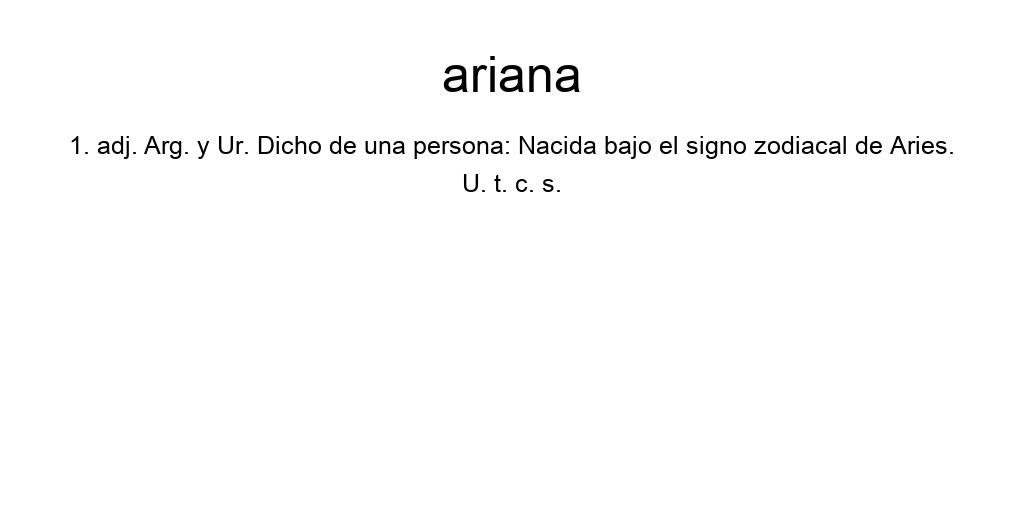 ariana
1. adj. Arg. y Ur. Dicho de una persona: Nacida bajo el signo zodiacal de Aries.
U. t. c. s.